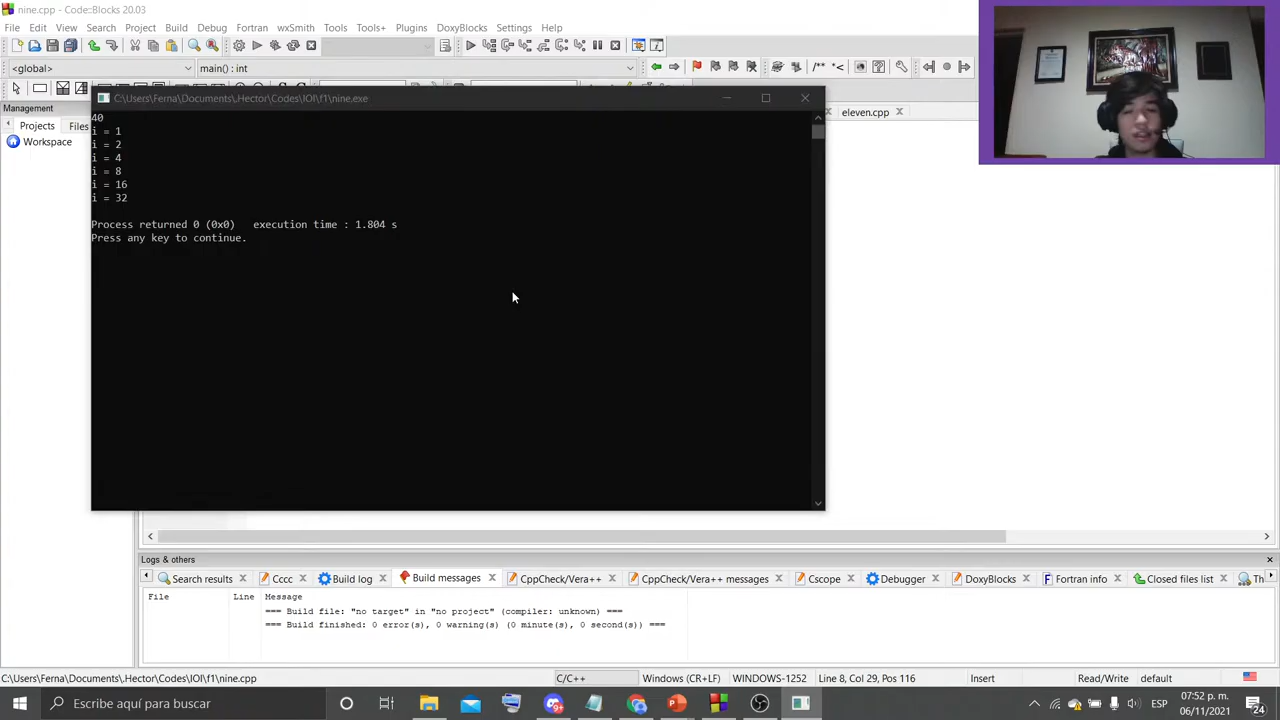 nine.cpp - Code::Blocks 20.03
File Edit View Search Project Build Debug Fortran wxSmith Tools Tools+ Plugins DoxyBlocks Settings Help
<global> main() : int
/** *<
Management
C:\Users\Ferna\Documents\.Hector\Codes\IOI\f1\nine.exe
eleven.cpp
Projects Files
Workspace
40
i = 1
i = 2
i = 4
i = 8
i = 16
i = 32
Process returned 0 (0x0) execution time : 1.804 s
Press any key to continue.
Logs & others
Search results Cccc Build log Build messages CppCheck/Vera++ CppCheck/Vera++ messages Cscope Debugger DoxyBlocks Fortran info Closed files list Th
File Line Message
=== Build file: "no target" in "no project" (compiler: unknown) ===
=== Build finished: 0 error(s), 0 warning(s) (0 minute(s), 0 second(s)) ===
C:\Users\Ferna\Documents\.Hector\Codes\IOI\f1\nine.cpp C/C++ Windows (CR+LF) WINDOWS-1252 Line 8, Col 29, Pos 116 Insert Read/Write default
Escribe aquí para buscar
ESP
07:52 p. m.
06/11/2021
24